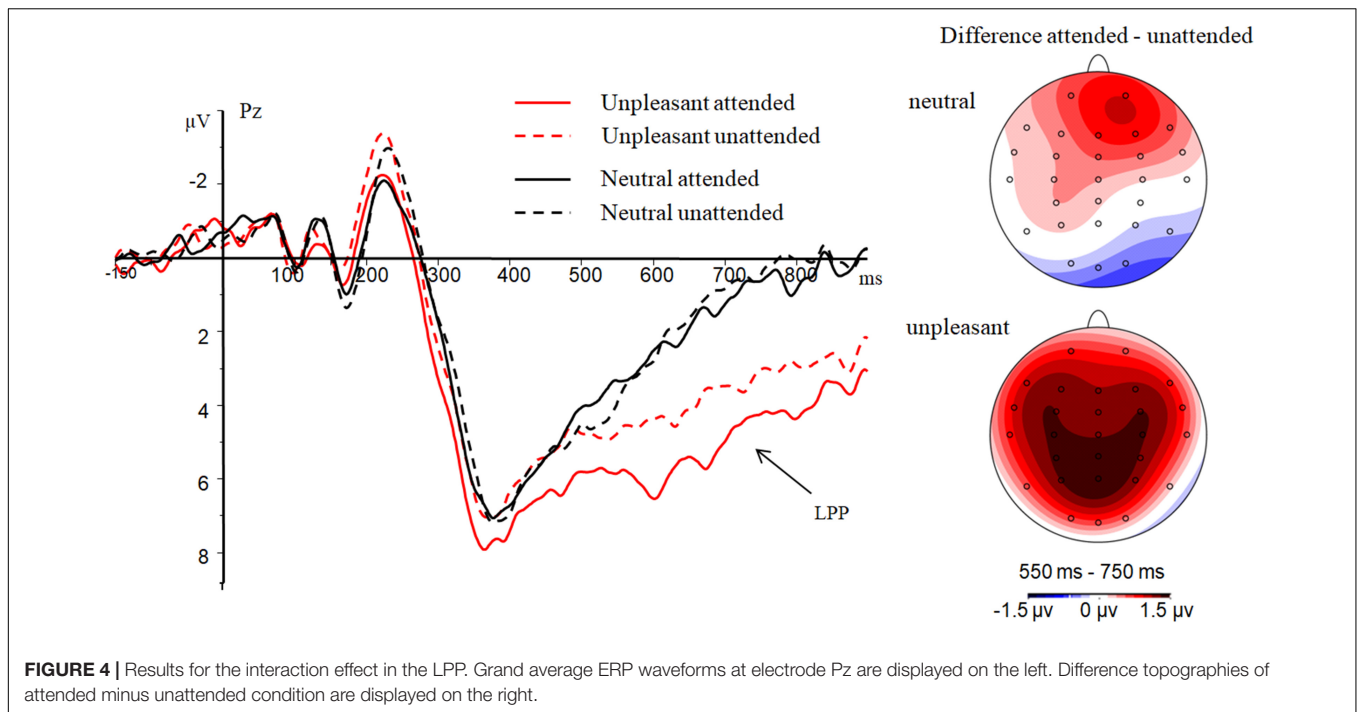 Difference attended - unattended
neutral
µV
Pz
Unpleasant attended
Unpleasant unattended
Neutral attended
Neutral unattended
-2
-150
100
200
300
400
500
600
700
800
ms
2
4
6
8
LPP
unpleasant
550 ms - 750 ms
-1.5 µv 0 µv 1.5 µv
FIGURE 4 | Results for the interaction effect in the LPP. Grand average ERP waveforms at electrode Pz are displayed on the left. Difference topographies of
attended minus unattended condition are displayed on the right.